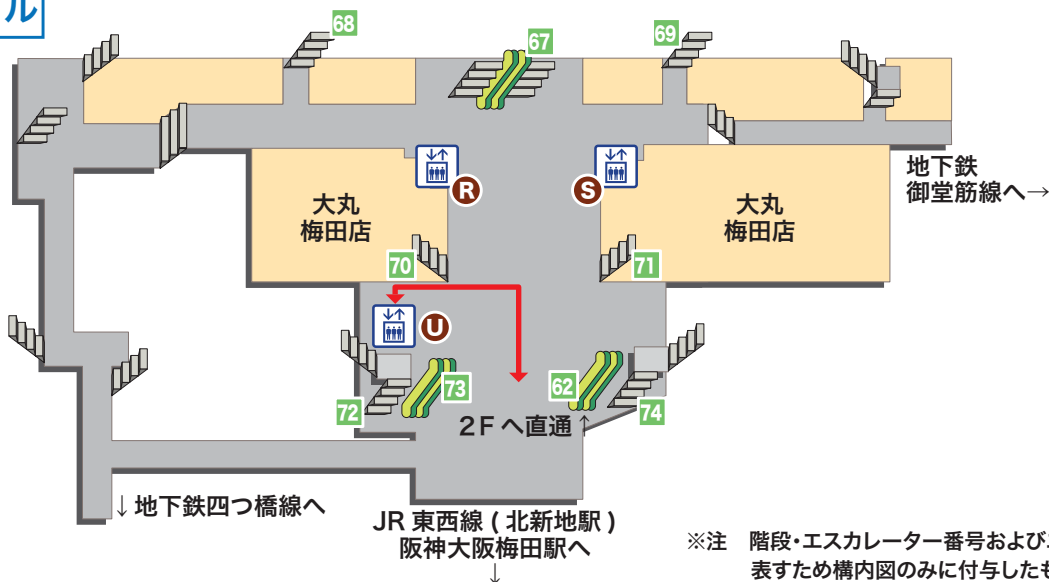 ル
68
67
69
地下鉄
御堂筋線へ→
R
S
大丸
梅田店
大丸
梅田店
70
71
U
73
62
72
74
2Fへ直通↑
↓地下鉄四つ橋線へ
JR 東西線 ( 北新地駅 )
阪神大阪梅田駅へ
↓
※注 階段・エスカレーター番号および
表すため構内図のみに付与したも